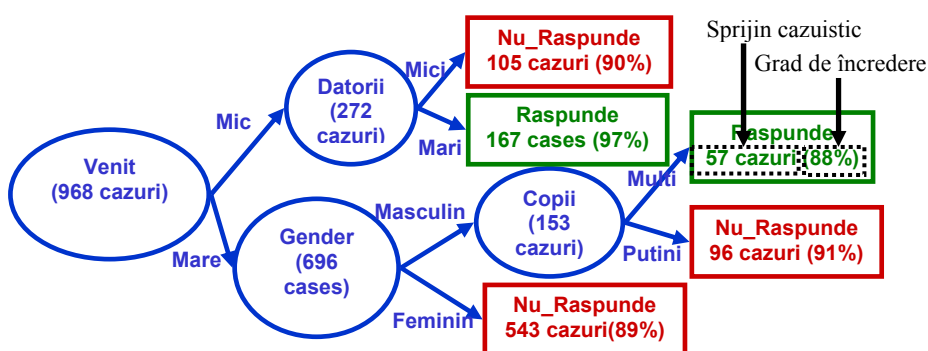 Sprijin cazuistic
Grad de încredere
Nu_Raspunde
105 cazuri (90%)
Mici
Datorii
(272
cazuri)
Mic
Raspunde
167 cases (97%)
Mari
Raspunde
57 cazuri (88%)
Multi
Venit
(968 cazuri)
Copii
(153
cazuri)
Masculin
Gender
(696
cases)
Mare
Nu_Raspunde
96 cazuri (91%)
Putini
Nu_Raspunde
543 cazuri(89%)
Feminin